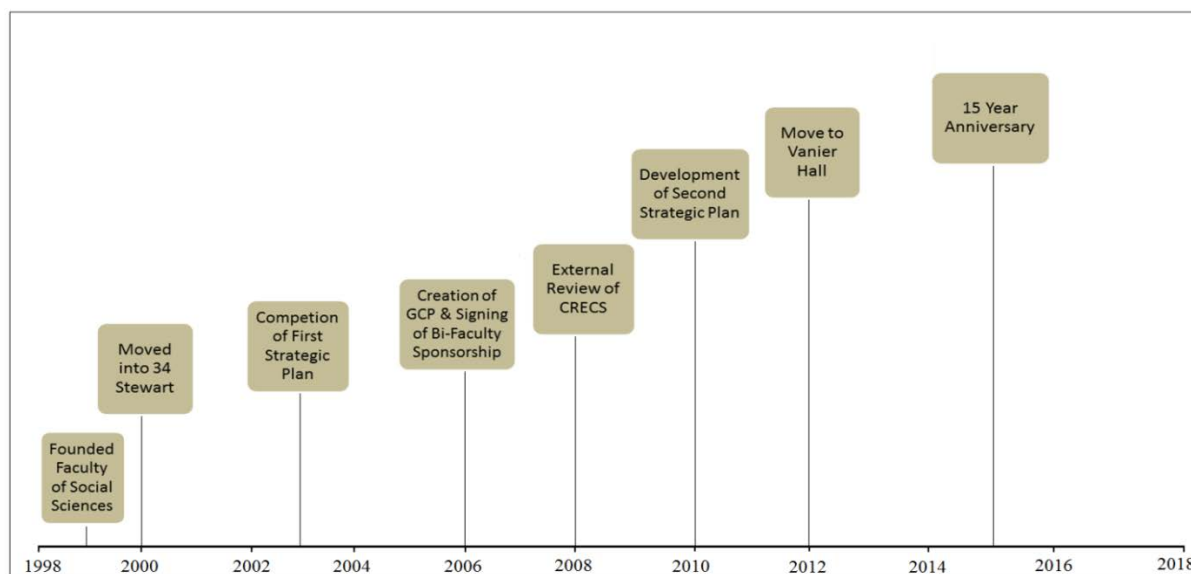 Founded
Faculty
of Social
Sciences
Moved
into 34
Stewart
Competion
of First
Strategic
Plan
Creation of
GCP & Signing
of Bi-Faculty
Sponsorship
External
Review of
CRECS
Development
of Second
Strategic Plan
Move to
Vanier
Hall
15 Year
Anniversary
1998 2000 2002 2004 2006 2008 2010 2012 2014 2016 2018